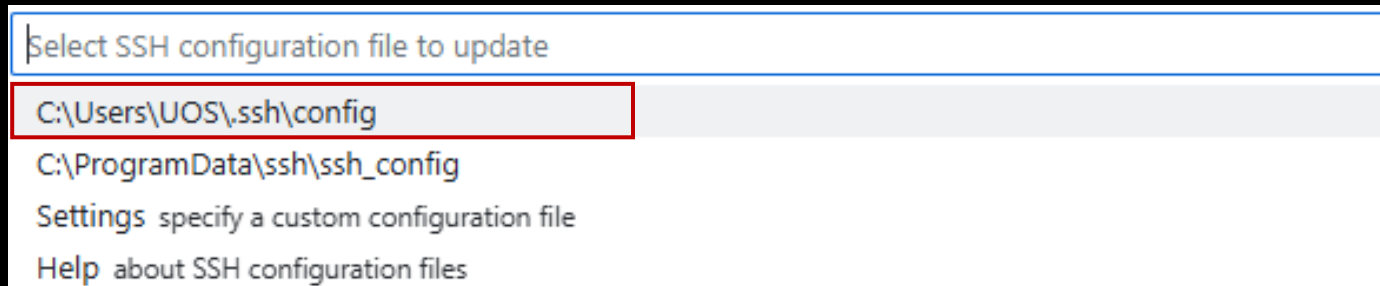 Select SSH configuration file to update
C:\Users\UOS\.ssh\config
C:\ProgramData\ssh\ssh_config
Settings specify a custom configuration file
Help about SSH configuration files